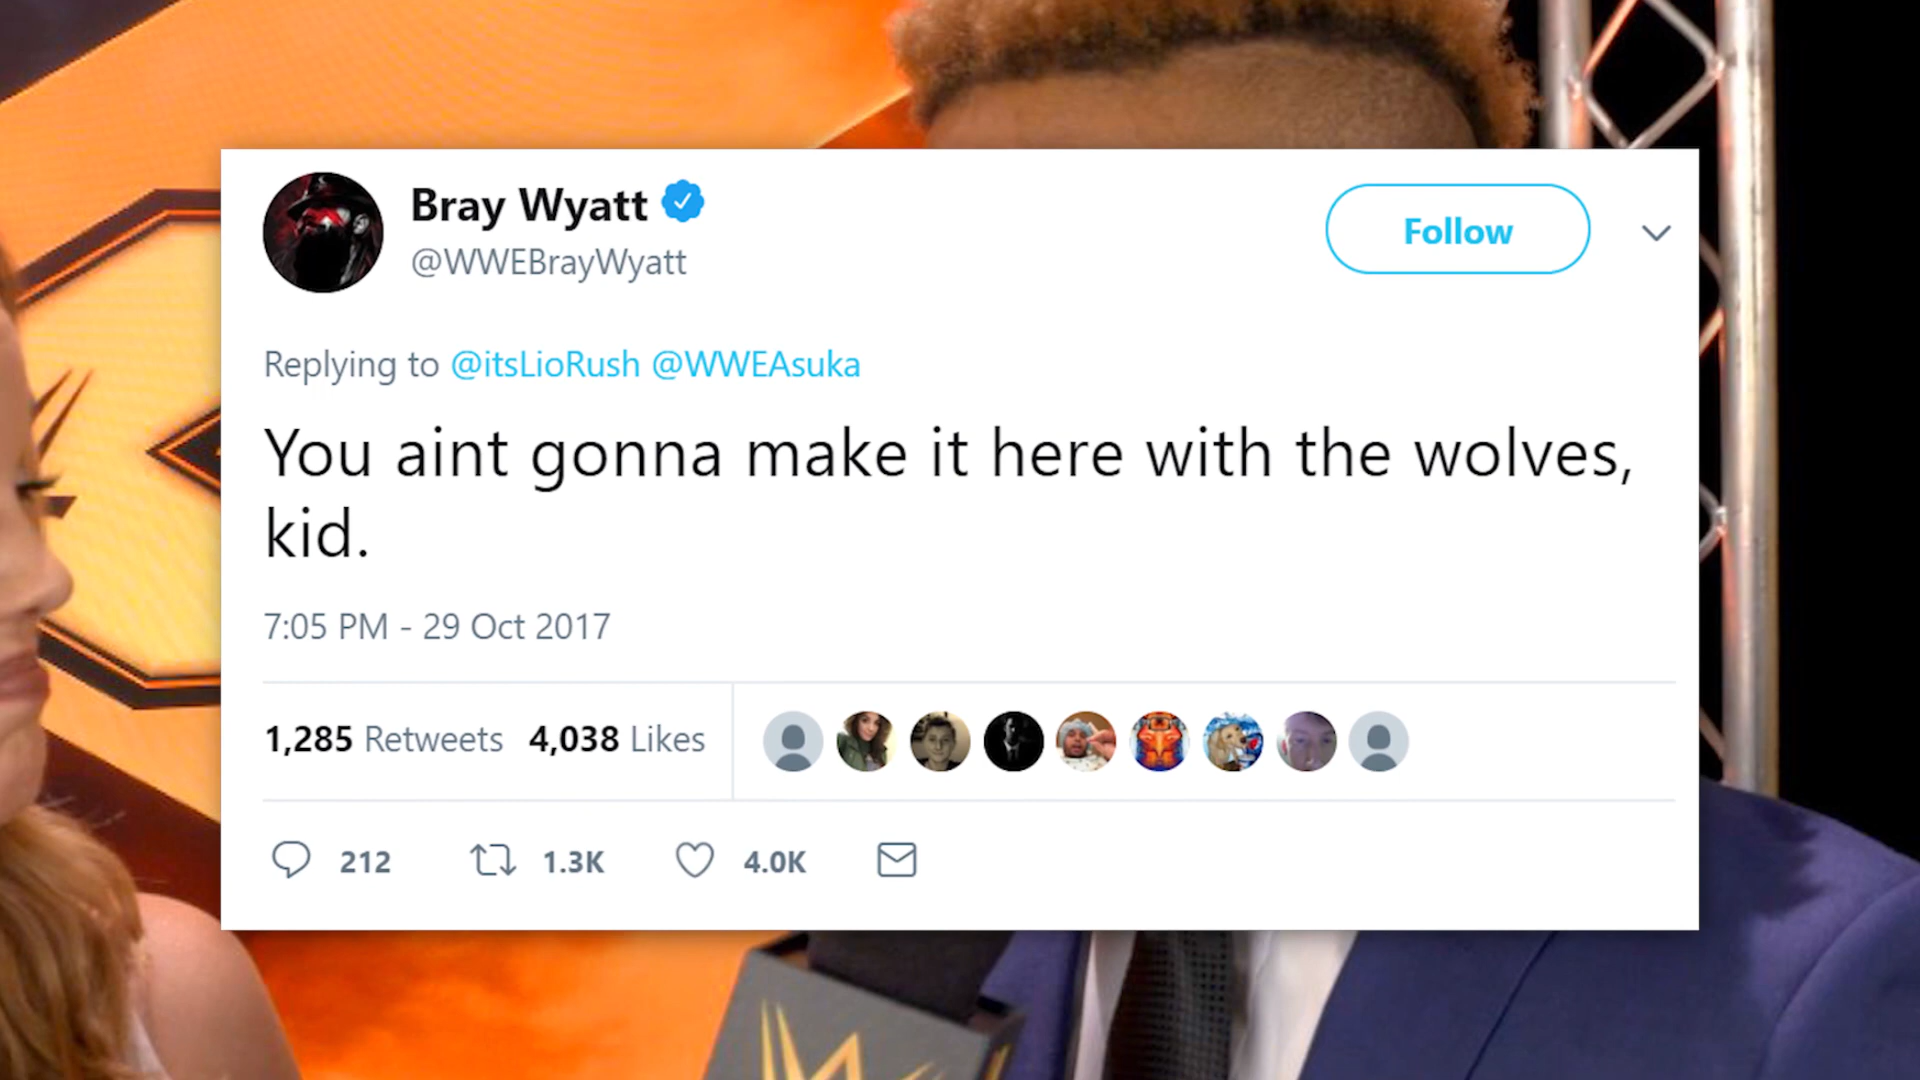 Bray Wyatt
@WWEBrayWyatt
Follow
Replying to @itsLioRush @WWEAsuka
You aint gonna make it here with the wolves,
kid.
7:05 PM - 29 Oct 2017
1,285 Retweets 4,038 Likes
212 1.3K 4.0K